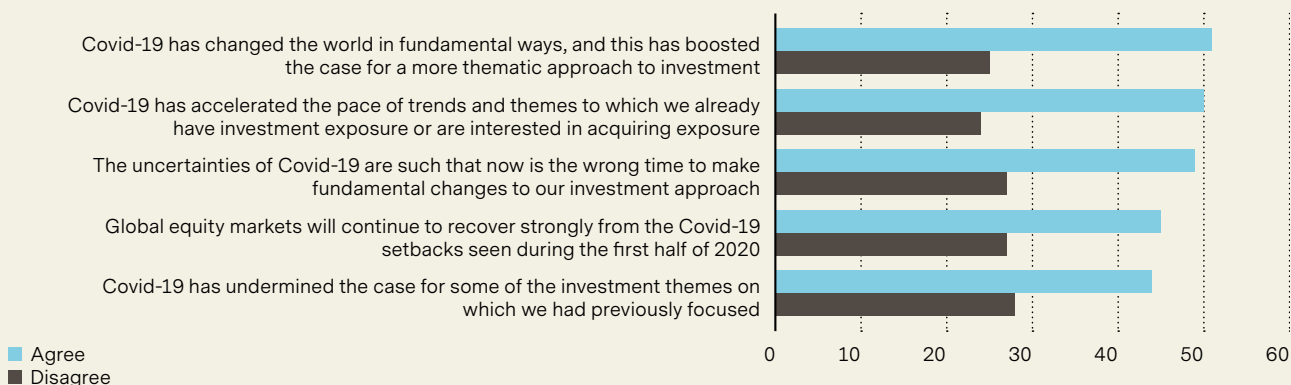 Covid-19 has changed the world in fundamental ways, and this has boosted
the case for a more thematic approach to investment
Covid-19 has accelerated the pace of trends and themes to which we already
have investment exposure or are interested in acquiring exposure
The uncertainties of Covid-19 are such that now is the wrong time to make
fundamental changes to our investment approach
Global equity markets will continue to recover strongly from the Covid-19
setbacks seen during the first half of 2020
Covid-19 has undermined the case for some of the investment themes on
which we had previously focused
0 10 20 30 40 50 60
Agree
Disagree